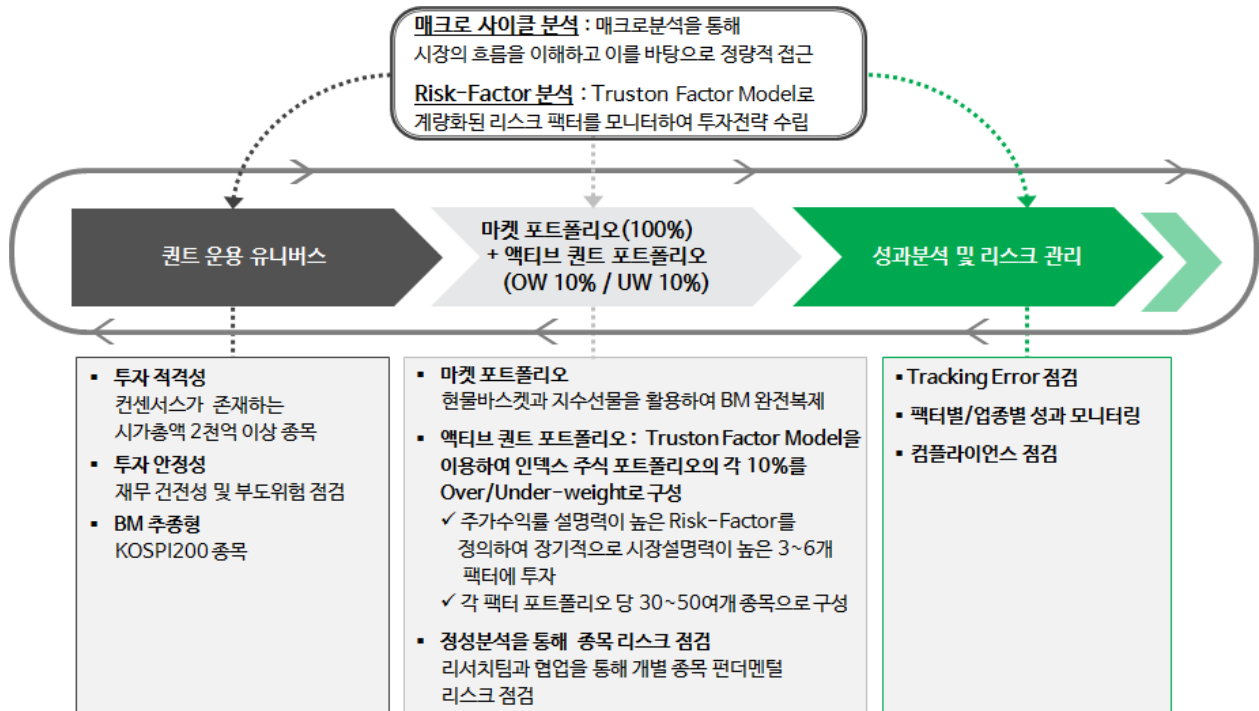 매크로 사이클 분석 : 매크로분석을 통해
시장의 흐름을 이해하고 이를 바탕으로 정량적 접근
Risk-Factor 분석 : Truston Factor Model로
계량화된 리스크 팩터를 모니터하여 투자전략 수립
퀀트 운용 유니버스
마켓 포트폴리오(100%)
+ 액티브 퀀트 포트폴리오
(OW 10% / UW 10%)
성과분석 및 리스크 관리
▪ 투자 적격성
컨센서스가 존재하는
시가총액 2천억 이상 종목
▪ 투자 안정성
재무 건전성 및 부도위험 점검
▪ BM 추종형
KOSPI200 종목
▪ 마켓 포트폴리오
현물바스켓과 지수선물을 활용하여 BM 완전복제
▪ 액티브 퀀트 포트폴리오 : Truston Factor Model을
이용하여 인덱스 주식 포트폴리오의 각 10%를
Over/Under-weight로 구성
✓ 주가수익률 설명력이 높은 Risk-Factor를
정의하여 장기적으로 시장설명력이 높은 3~6개
팩터에 투자
✓ 각 팩터 포트폴리오 당 30~50여개 종목으로 구성
▪ 정성분석을 통해 종목 리스크 점검
리서치팀과 협업을 통해 개별 종목 펀더멘털
리스크 점검
▪ Tracking Error 점검
▪ 팩터별/업종별 성과 모니터링
▪ 컴플라이언스 점검